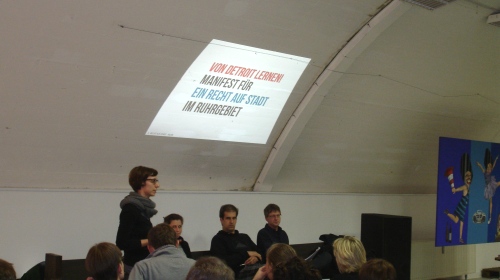 VON DETROIT LERNEN!
MANIFEST FÜR
EIN RECHT AUF STADT
IM RUHRGEBIET